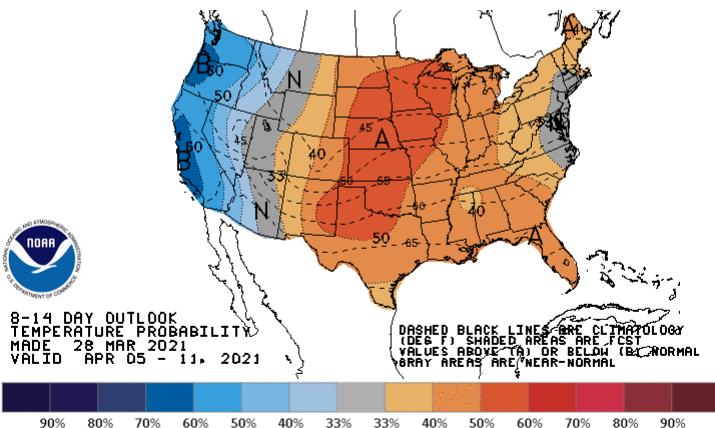 A
A
B
60
50
N
33
N
45
45
60
B
A
40
33
50
55
N
60
40
50
65
A
NATIONAL OCEANIC AND ATMOSPHERIC ADMINISTRATION
NOAA
U.S. DEPARTMENT OF COMMERCE
8-14 DAY OUTLOOK
TEMPERATURE PROBABILITY
MADE 28 MAR 2021
VALID APR 05 - 11, 2021
DASHED BLACK LINES ARE CLIMATOLOGY
(DEG F) SHADED AREAS ARE FCST
VALUES ABOVE (A) OR BELOW (B) NORMAL
GRAY AREAS ARE NEAR-NORMAL
90% 80% 70% 60% 50% 40% 33% 33% 40% 50% 60% 70% 80% 90%